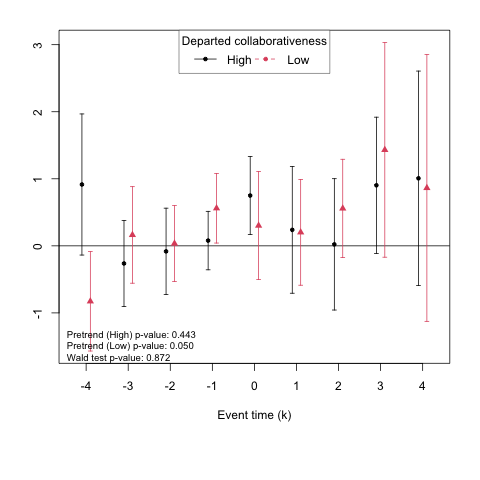 Departed collaborativeness
High Low
3
2
1
0
-1
Pretrend (High) p-value: 0.443
Pretrend (Low) p-value: 0.050
Wald test p-value: 0.872
-4 -3 -2 -1 0 1 2 3 4
Event time (k)